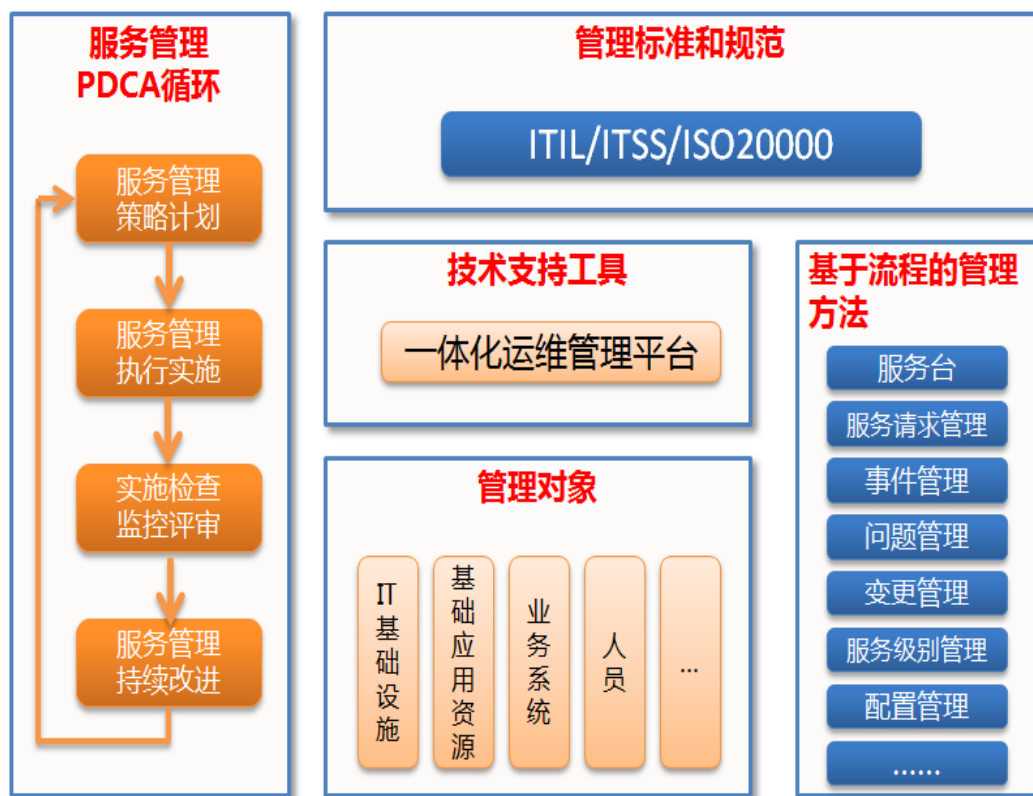 服务管理
PDCA循环
服务管理
策略计划
服务管理
执行实施
实施检查
监控评审
服务管理
持续改进
管理标准和规范
ITIL/ITSS/ISO20000
技术支持工具
一体化运维管理平台
管理对象
IT基础设施
基础应用资源
业务系统
人员
...
基于流程的管理
方法
服务台
服务请求管理
事件管理
问题管理
变更管理
服务级别管理
配置管理
......